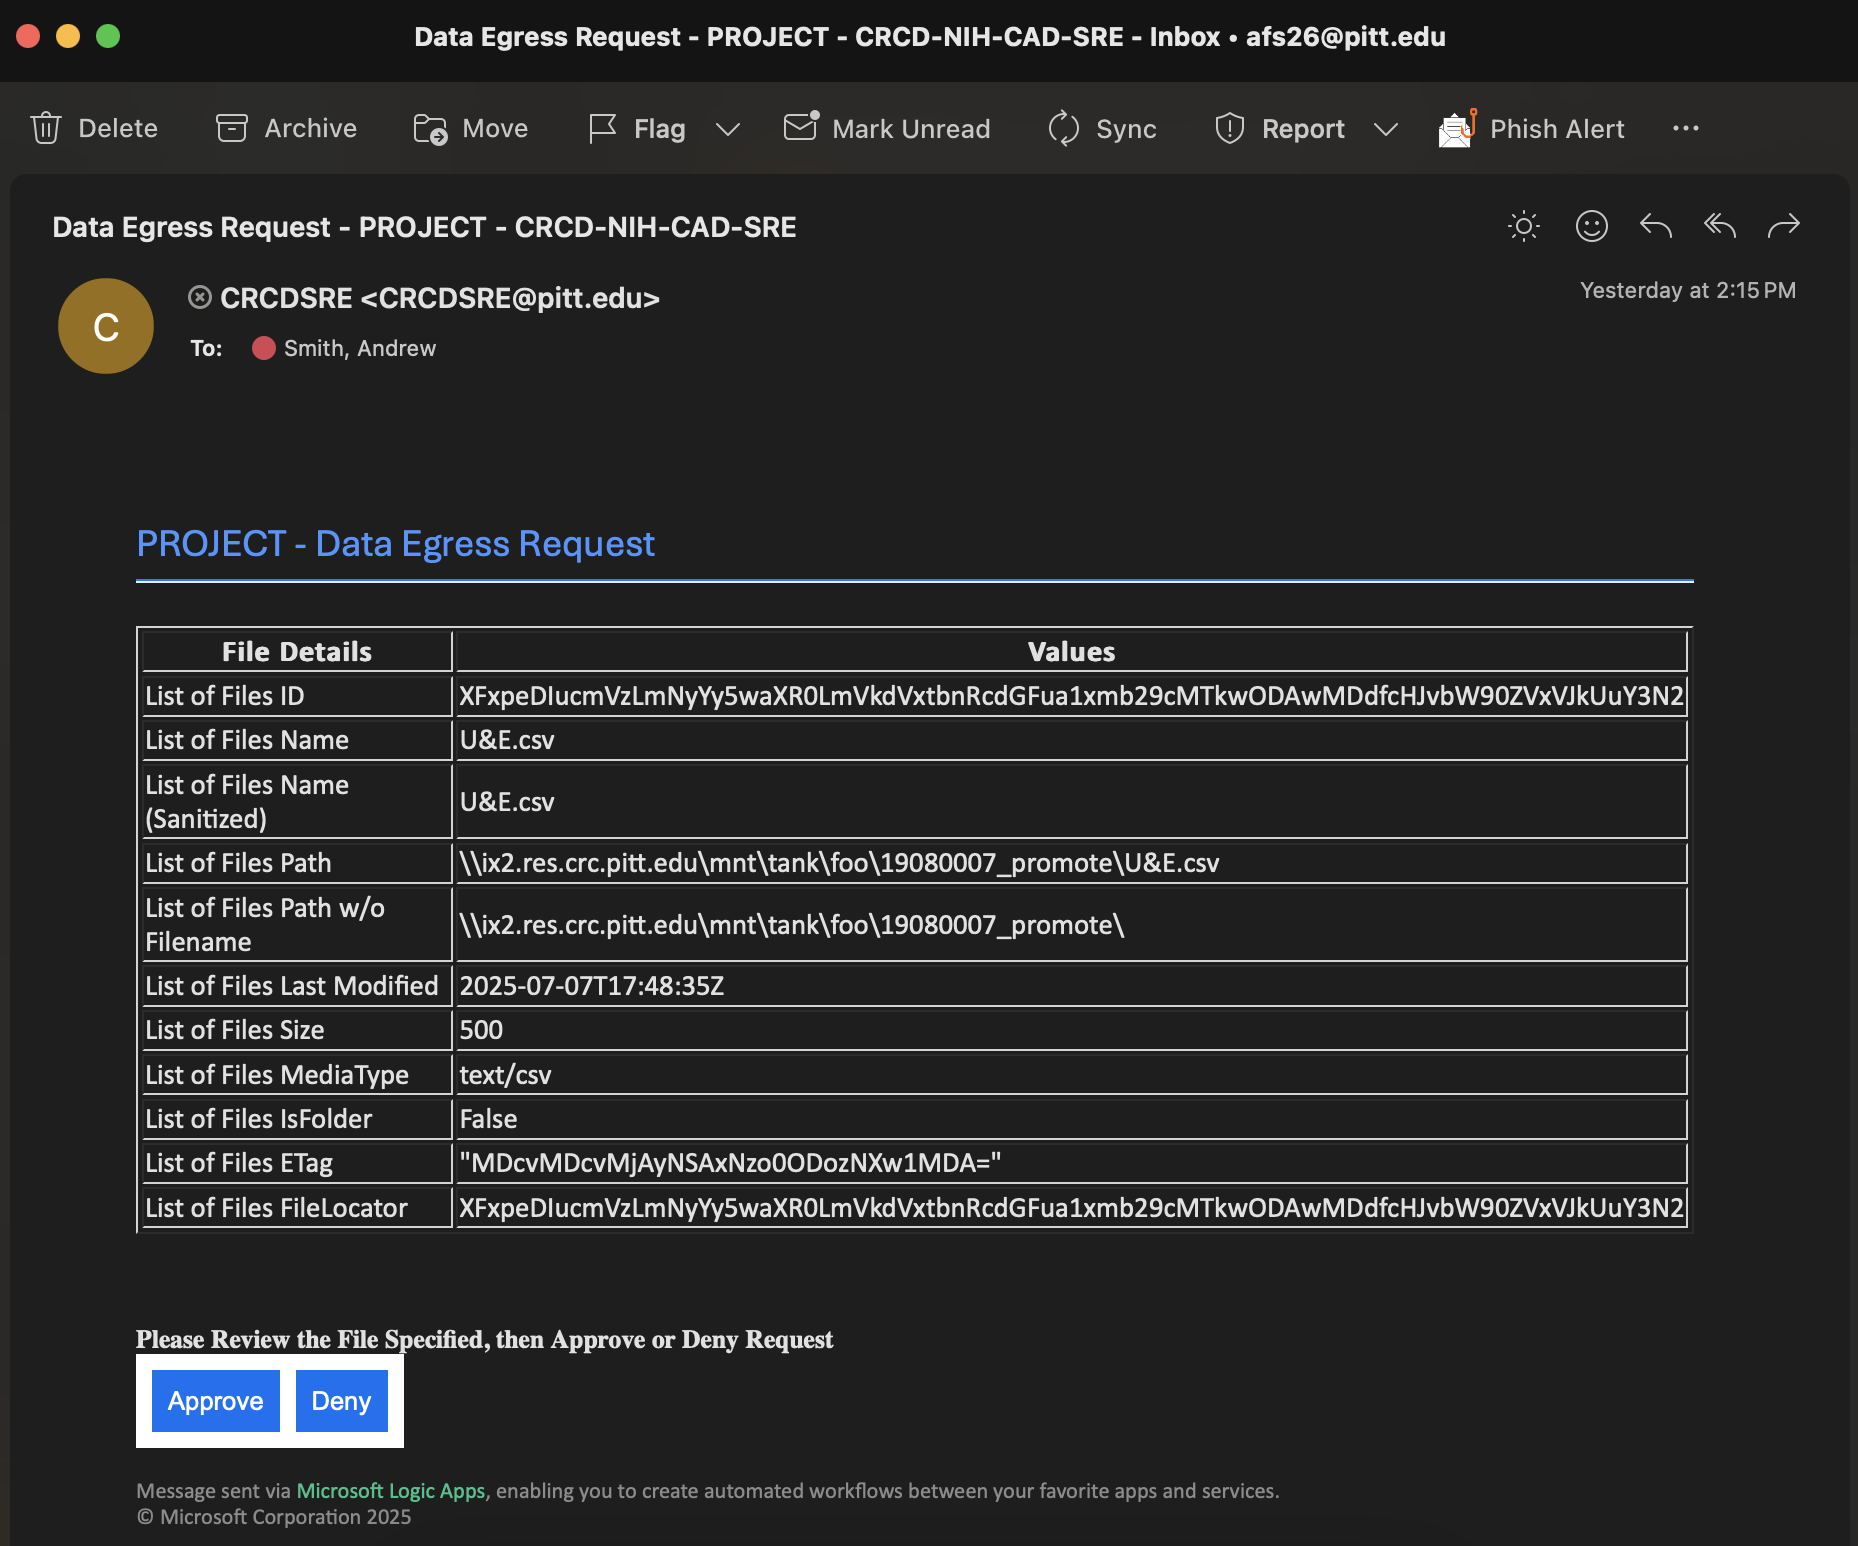 Data Egress Request - PROJECT - CRCD-NIH-CAD-SRE - Inbox • afs26@pitt.edu
Delete Archive Move Flag Mark Unread Sync Report Phish Alert ...
Data Egress Request - PROJECT - CRCD-NIH-CAD-SRE
C
CRCDSRE <CRCDSRE@pitt.edu>
Yesterday at 2:15 PM
To: Smith, Andrew
PROJECT - Data Egress Request
File Details Values
List of Files ID XFxpeDIucmVzLmNyYy5waXR0LmVkdVxtbnRcdGFua1xmb29cMTkwODAwMDdfcHJvbW90ZVxVJkUuY3N2
List of Files Name U&E.csv
List of Files Name
(Sanitized) U&E.csv
List of Files Path \\ix2.res.crc.pitt.edu\mnt\tank\foo\19080007_promote\U&E.csv
List of Files Path w/o
Filename \\ix2.res.crc.pitt.edu\mnt\tank\foo\19080007_promote\
List of Files Last Modified 2025-07-07T17:48:35Z
List of Files Size 500
List of Files MediaType text/csv
List of Files IsFolder False
List of Files ETag "MDcvMDcvMjAyNSAxNzo0ODozNXw1MDA="
List of Files FileLocator XFxpeDIucmVzLmNyYy5waXR0LmVkdVxtbnRcdGFua1xmb29cMTkwODAwMDdfcHJvbW90ZVxVJkUuY3N2
Please Review the File Specified, then Approve or Deny Request
Approve Deny
Message sent via Microsoft Logic Apps, enabling you to create automated workflows between your favorite apps and services.
© Microsoft Corporation 2025